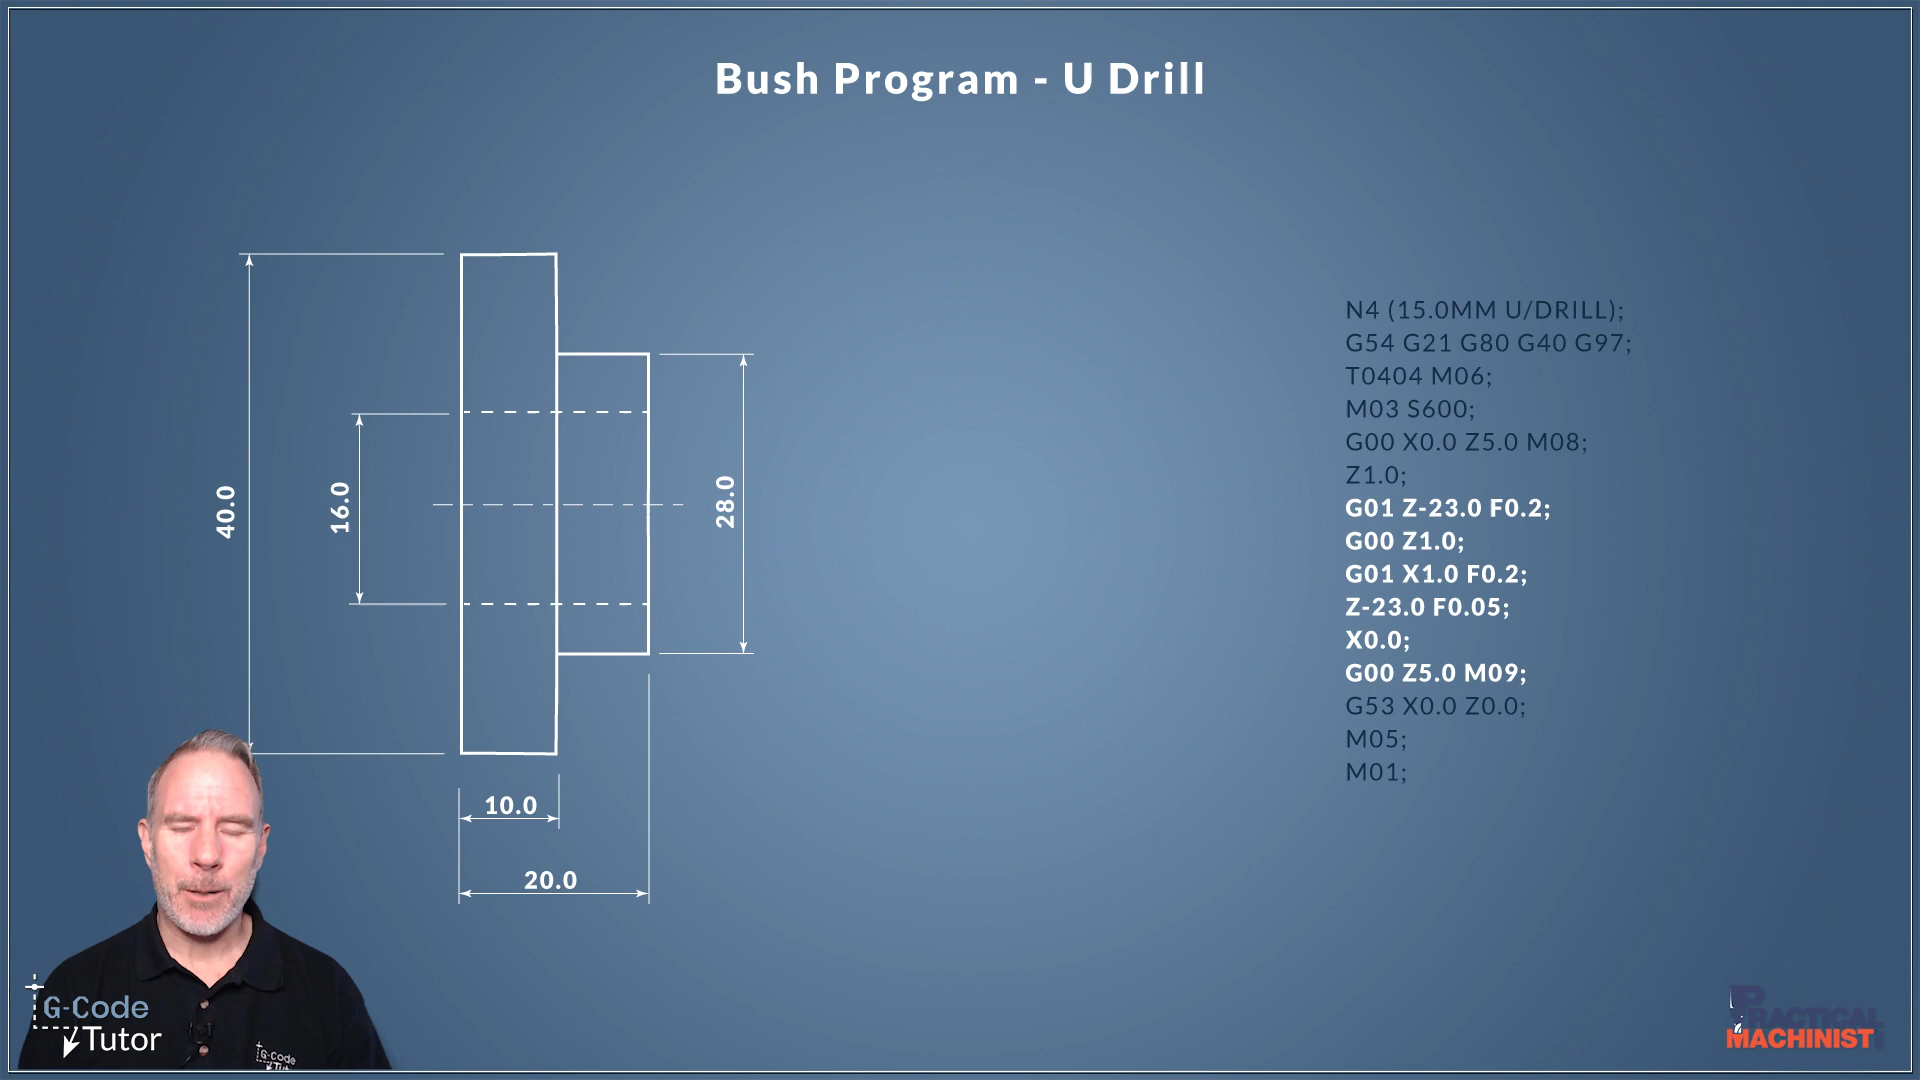 Bush Program - U Drill
40.0
16.0
28.0
10.0
20.0
N4 (15.0MM U/DRILL);
G54 G21 G80 G40 G97;
T0404 M06;
M03 S600;
G00 X0.0 Z5.0 M08;
Z1.0;
G01 Z-23.0 F0.2;
G00 Z1.0;
G01 X1.0 F0.2;
Z-23.0 F0.05;
X0.0;
G00 Z5.0 M09;
G53 X0.0 Z0.0;
M05;
M01;
G-Code
Tutor
G-Code
PRACTICAL
MACHINIST